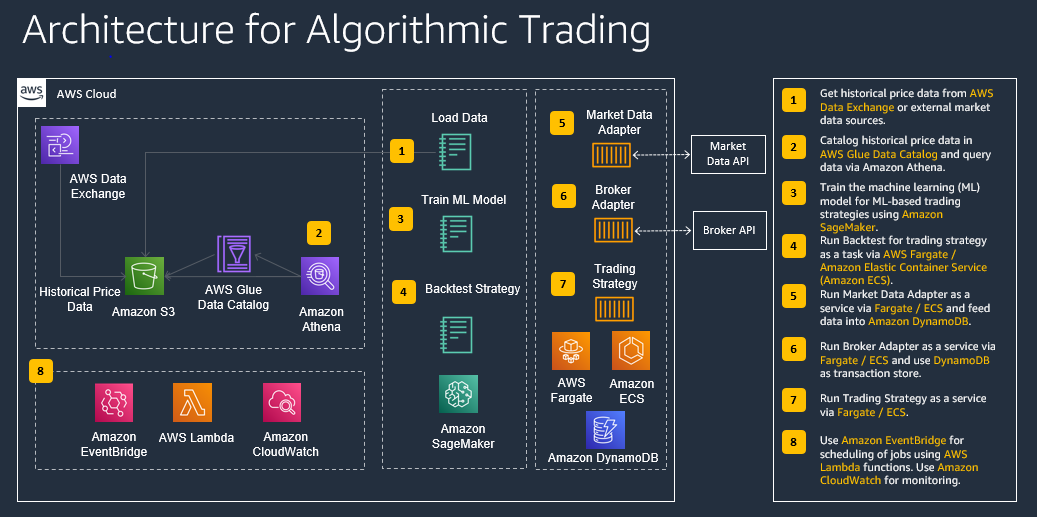 Architecture for Algorithmic Trading
aws
AWS Cloud
AWS Data
Exchange
Historical Price
Data
Amazon S3
AWS Glue
Data Catalog
2
Amazon
Athena
8
Amazon
EventBridge
AWS Lambda
Amazon
CloudWatch
Load Data
1
Train ML Model
3
4
Backtest Strategy
Amazon
SageMaker
5
Market Data
Adapter
6
Broker
Adapter
7
Trading
Strategy
AWS
Fargate
Amazon
ECS
Amazon DynamoDB
Market
Data API
Broker API
1
Get historical price data from AWS
Data Exchange or external market
data sources.
2
Catalog historical price data in
AWS Glue Data Catalog and query
data via Amazon Athena.
3
Train the machine learning (ML)
model for ML-based trading
strategies using Amazon
SageMaker.
4
Run Backtest for trading strategy
as a task via AWS Fargate /
Amazon Elastic Container Service
(Amazon ECS).
5
Run Market Data Adapter as a
service via Fargate / ECS and feed
data into Amazon DynamoDB.
6
Run Broker Adapter as a service via
Fargate / ECS and use DynamoDB
as transaction store.
7
Run Trading Strategy as a service
via Fargate / ECS.
8
Use Amazon EventBridge for
scheduling of jobs using AWS
Lambda functions. Use Amazon
CloudWatch for monitoring.